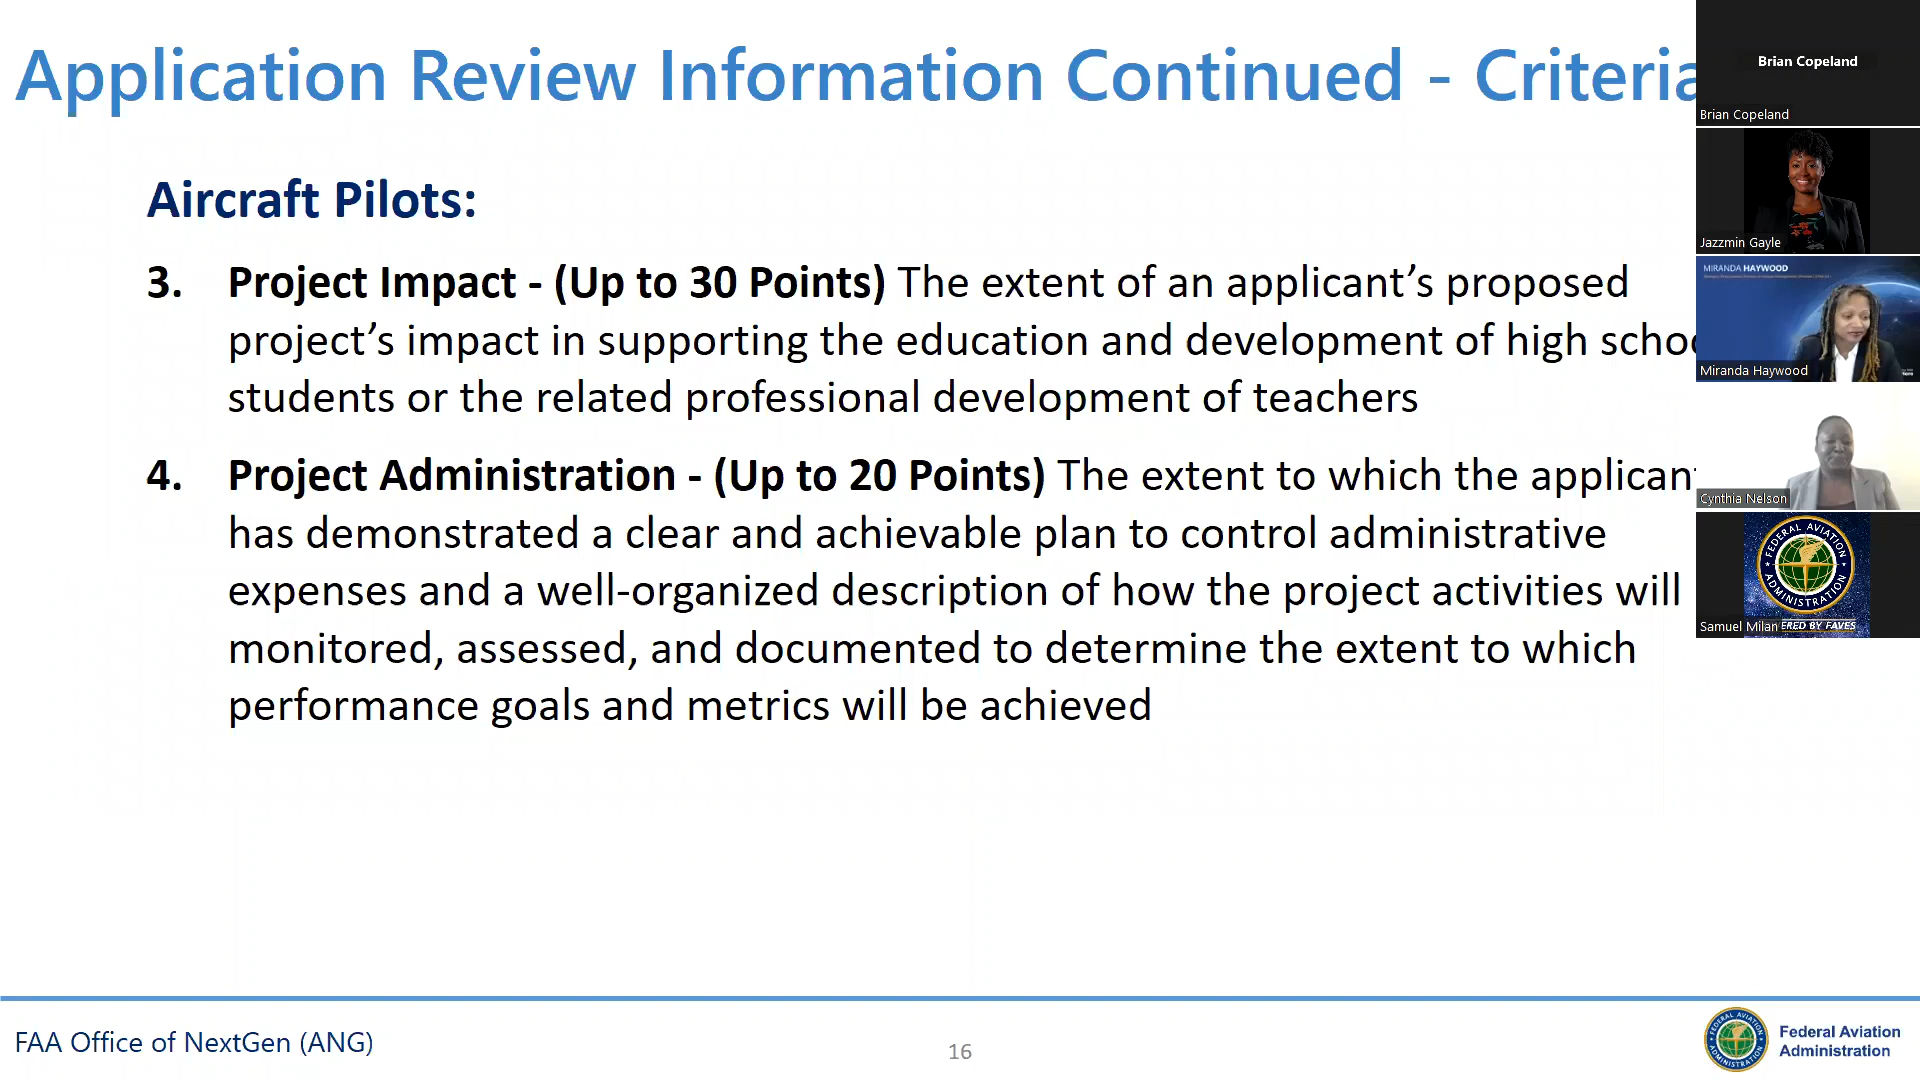 Application Review Information Continued - Criteria
Aircraft Pilots:
3. Project Impact - (Up to 30 Points) The extent of an applicant’s proposed
project’s impact in supporting the education and development of high scho
students or the related professional development of teachers
4. Project Administration - (Up to 20 Points) The extent to which the applican
has demonstrated a clear and achievable plan to control administrative
expenses and a well-organized description of how the project activities will
monitored, assessed, and documented to determine the extent to which
performance goals and metrics will be achieved
FAA Office of NextGen (ANG)
16
Federal Aviation
Administration
Brian Copeland
Brian Copeland
Jazzmin Gayle
MIRANDA HAYWOOD
Miranda Haywood
Cynthia Nelson
FEDERAL AVIATION
ADMINISTRATION
Samuel Milan
ERED BY FAVES